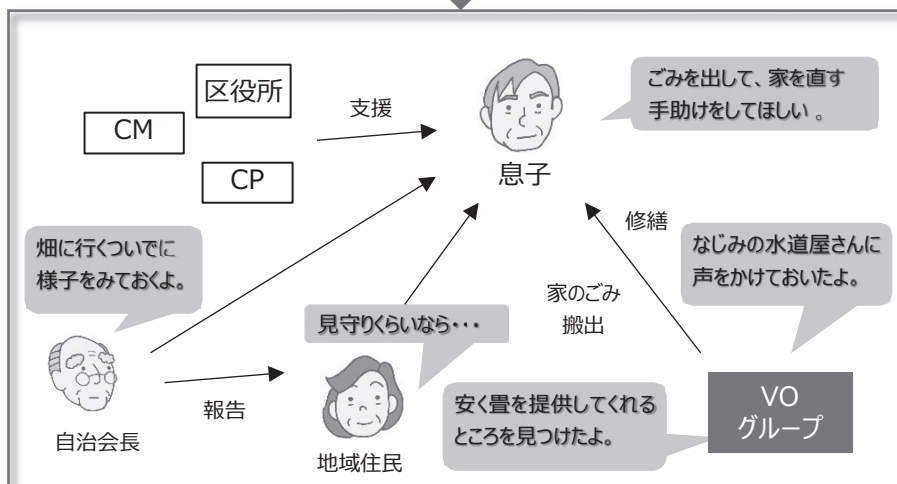 区役所
CM
CP
支援
息子
ごみを出して、家を直す
手助けをしてほしい 。
畑に行くついでに
様子をみておくよ。
自治会長
報告
見守りくらいなら・・・
地域住民
修繕
家のごみ
搬出
なじみの水道屋さんに
声をかけておいたよ。
安く畳を提供してくれる
ところを見つけたよ。
VO
グループ